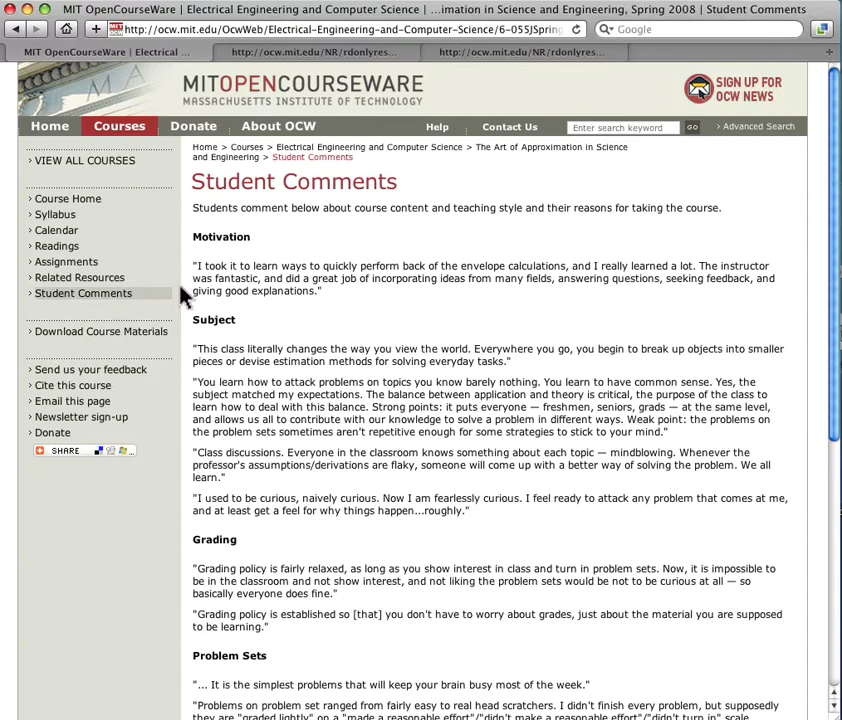 MIT OpenCourseWare | Electrical Engineering and Computer Science | ...imation in Science and Engineering, Spring 2008 | Student Comments
http://ocw.mit.edu/OcwWeb/Electrical-Engineering-and-Computer-Science/6-055JSpring
Google
MIT OpenCourseWare | Electrical ...
http://ocw.mit.edu/NR/rdonlyres...
http://ocw.mit.edu/NR/rdonlyres...
MITOPENCOURSEWARE
MASSACHUSETTS INSTITUTE OF TECHNOLOGY
SIGN UP FOR
OCW NEWS
Home
Courses
Donate
About OCW
Help
Contact Us
Enter search keyword
GO
Advanced Search
VIEW ALL COURSES
Course Home
Syllabus
Calendar
Readings
Assignments
Related Resources
Student Comments
Download Course Materials
Send us your feedback
Cite this course
Email this page
Newsletter sign-up
Donate
SHARE
Home > Courses > Electrical Engineering and Computer Science > The Art of Approximation in Science
and Engineering > Student Comments
Student Comments
Students comment below about course content and teaching style and their reasons for taking the course.
Motivation
"I took it to learn ways to quickly perform back of the envelope calculations, and I really learned a lot. The instructor
was fantastic, and did a great job of incorporating ideas from many fields, answering questions, seeking feedback, and
giving good explanations."
Subject
"This class literally changes the way you view the world. Everywhere you go, you begin to break up objects into smaller
pieces or devise estimation methods for solving everyday tasks."
"You learn how to attack problems on topics you know barely nothing. You learn to have common sense. Yes, the
subject matched my expectations. The balance between application and theory is critical, the purpose of the class to
learn how to deal with this balance. Strong points: it puts everyone — freshmen, seniors, grads — at the same level,
and allows us all to contribute with our knowledge to solve a problem in different ways. Weak point: the problems on
the problem sets sometimes aren't repetitive enough for some strategies to stick to your mind."
"Class discussions. Everyone in the classroom knows something about each topic — mindblowing. Whenever the
professor's assumptions/derivations are flaky, someone will come up with a better way of solving the problem. We all
learn."
"I used to be curious, naively curious. Now I am fearlessly curious. I feel ready to attack any problem that comes at me,
and at least get a feel for why things happen...roughly."
Grading
"Grading policy is fairly relaxed, as long as you show interest in class and turn in problem sets. Now, it is impossible to
be in the classroom and not show interest, and not liking the problem sets would be not to be curious at all — so
basically everyone does fine."
"Grading policy is established so [that] you don't have to worry about grades, just about the material you are supposed
to be learning."
Problem Sets
"... It is the simplest problems that will keep your brain busy most of the week."
"Problems on problem set ranged from fairly easy to real head scratchers. I didn't finish every problem, but supposedly
they are "graded lightly" on a "made a reasonable effort"/"didn't make a reasonable effort"/"didn't turn in" scale